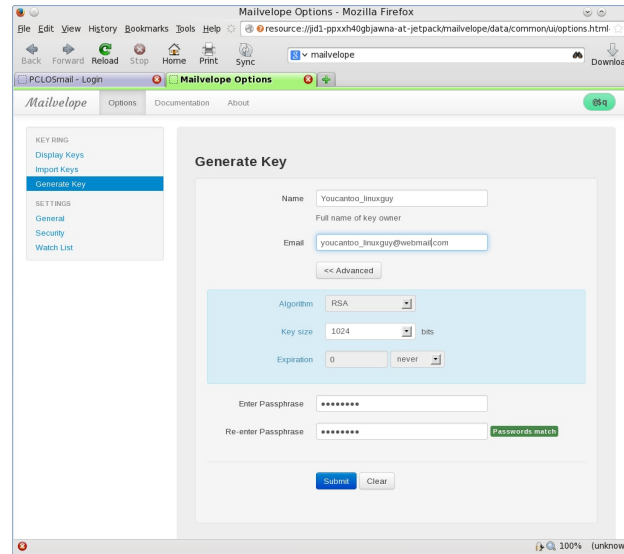 Mailvelope Options - Mozilla Firefox
File Edit View History Bookmarks Tools Help resource://jid1-ppxxh40gbjawna-at-jetpack/mailvelope/data/common/ui/options.html
Back Forward Reload Stop Home Print Sync mailvelope Downloa
PCLOSmail - Login Mailvelope Options
Mailvelope Options Documentation About @$q
KEY RING
Display Keys
Import Keys
Generate Key
SETTINGS
General
Security
Watch List
Generate Key
Name Youcantoo_linuxguy
Full name of key owner
Email youcantoo_linuxguy@webmail.com
<< Advanced
Algorithm RSA
Key size 1024 bits
Expiration 0 never
Enter Passphrase ●●●●●●●●
Re-enter Passphrase ●●●●●●●● Passwords match
Submit Clear
100% (unknow